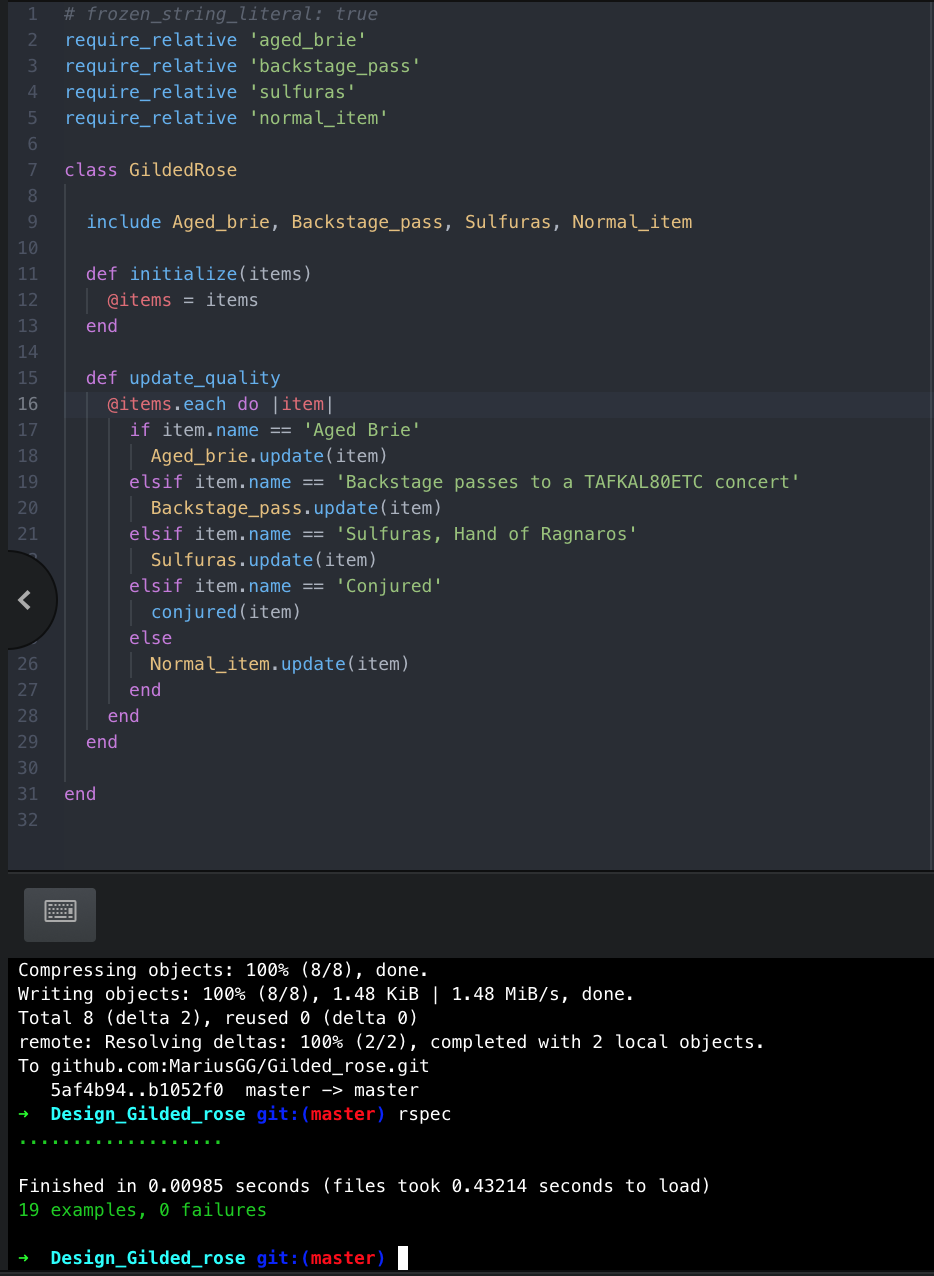 1 # frozen_string_literal: true
2 require_relative 'aged_brie'
3 require_relative 'backstage_pass'
4 require_relative 'sulfuras'
5 require_relative 'normal_item'
6
7 class GildedRose
8
9 include Aged_brie, Backstage_pass, Sulfuras, Normal_item
10
11 def initialize(items)
12 @items = items
13 end
14
15 def update_quality
16 @items.each do |item|
17 if item.name == 'Aged Brie'
18 Aged_brie.update(item)
19 elsif item.name == 'Backstage passes to a TAFKAL80ETC concert'
20 Backstage_pass.update(item)
21 elsif item.name == 'Sulfuras, Hand of Ragnaros'
Sulfuras.update(item)
elsif item.name == 'Conjured'
conjured(item)
else
26 Normal_item.update(item)
27 end
28 end
29 end
30
31 end
32
Compressing objects: 100% (8/8), done.
Writing objects: 100% (8/8), 1.48 KiB | 1.48 MiB/s, done.
Total 8 (delta 2), reused 0 (delta 0)
remote: Resolving deltas: 100% (2/2), completed with 2 local objects.
To github.com:MariusGG/Gilded_rose.git
5af4b94..b1052f0 master -> master
→ Design_Gilded_rose git:(master) rspec
...................
Finished in 0.00985 seconds (files took 0.43214 seconds to load)
19 examples, 0 failures
→ Design_Gilded_rose git:(master)